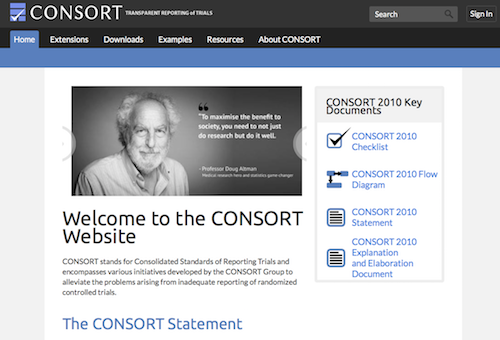 CONSORT TRANSPARENT REPORTING of TRIALS
Search
Sign In
Home Extensions Downloads Examples Resources About CONSORT
"To maximise the benefit to
society, you need to not just
do research but do it well.
- Professor Doug Altman
Medical research hero and statistics game-changer
Welcome to the CONSORT
Website
CONSORT stands for Consolidated Standards of Reporting Trials and
encompasses various initiatives developed by the CONSORT Group to
alleviate the problems arising from inadequate reporting of randomized
controlled trials.
The CONSORT Statement
CONSORT 2010 Key
Documents
CONSORT 2010
Checklist
CONSORT 2010 Flow
Diagram
CONSORT 2010
Statement
CONSORT 2010
Explanation
and Elaboration
Document